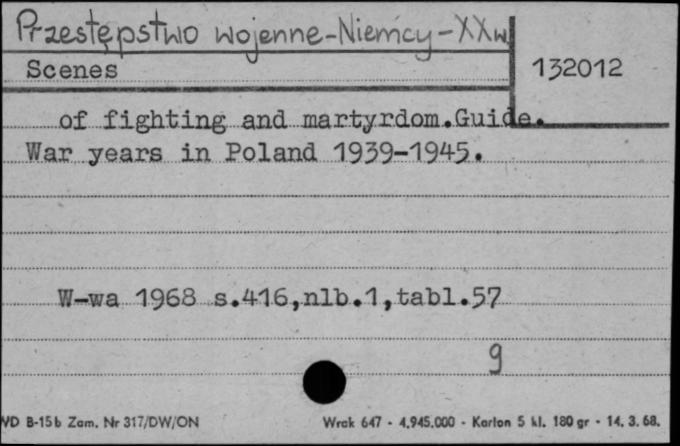 Przestępstwo wojenne-Niemcy-XXw
Scenes
132012
of fighting and martyrdom.Guide.
War years in Poland 1939-1945.
W-wa 1968 s.416,nlb.1,tabl.57
9
WD B-15b Zam. Nr 317/DW/ON Wrak 647 - 4.945.000 - Karton 5 kl. 180 gr - 14. 3. 68.